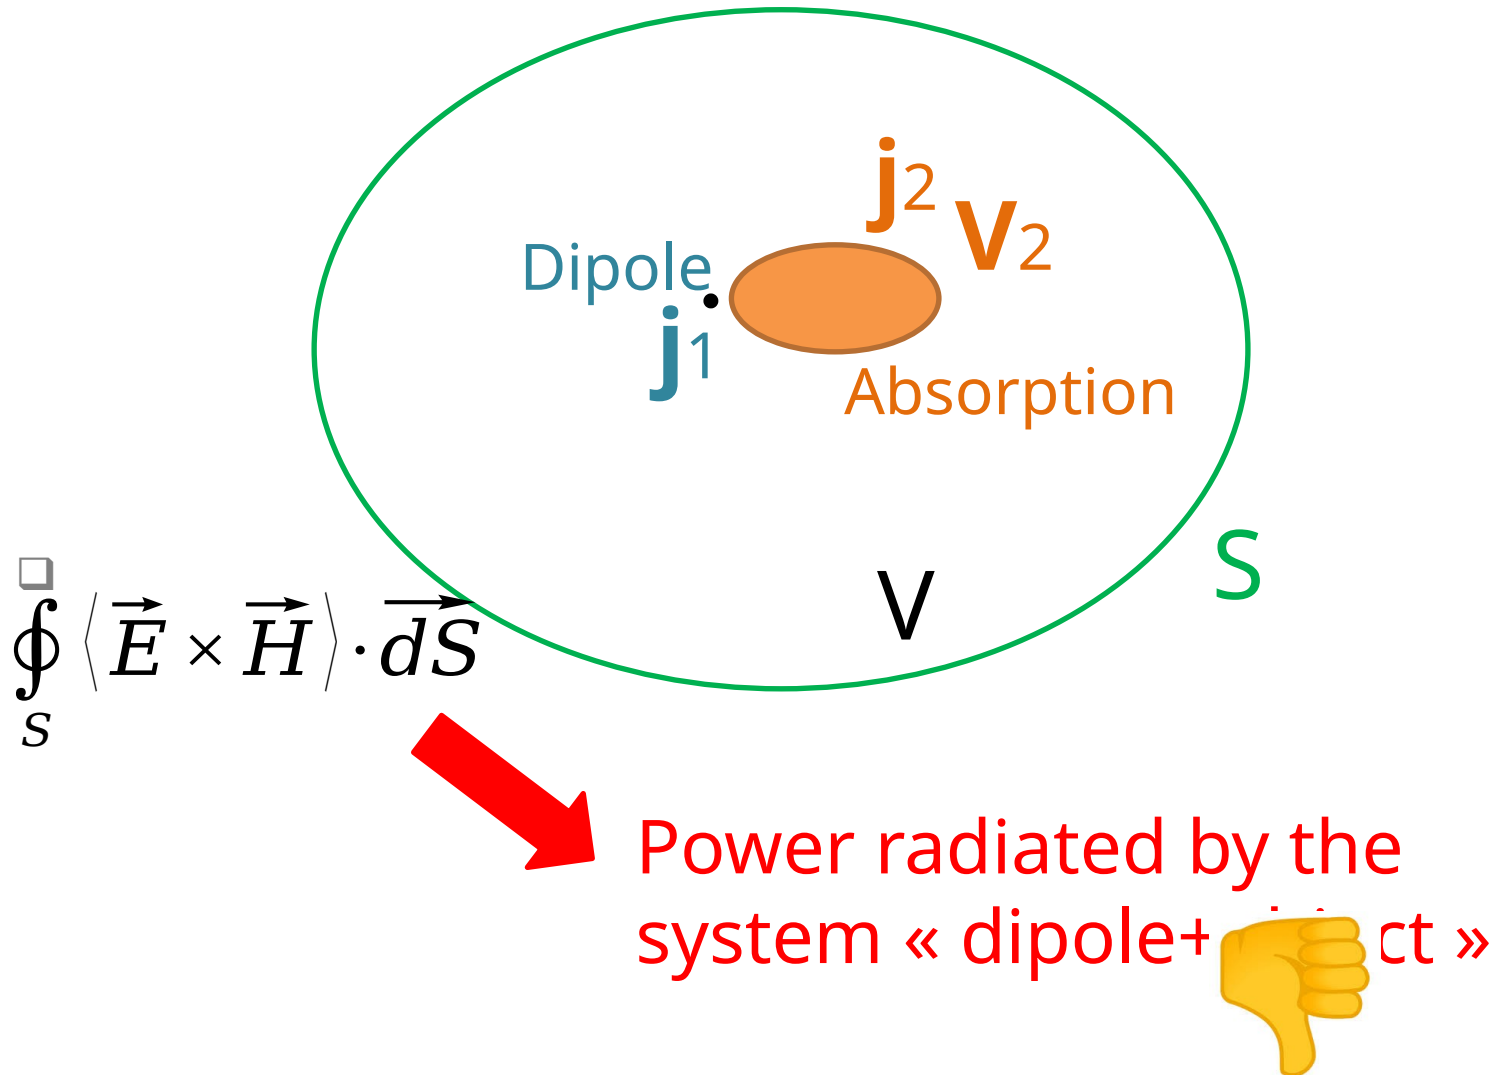 j2
V2
Dipole
j1
Absorption
S
V
❑
∮ ⟨E⃗ × H⃗⟩ · dS⃗
S
Power radiated by the
system « dipole+ ct »